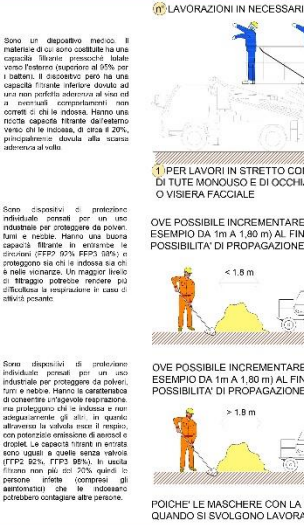 Sono un dispositivo medico. Il
materiale di cui sono costituite ha una
capacità filtrante pressoché totale
verso l'esterno (superiore al 95% per
i batteri. Il dispositivo però ha una
capacità filtrante inferiore dovuto ad
una non perfetta aderenza al viso ed
a eventuali comportamenti non
corretti di chi le indossa. Hanno una
ridotta capacità filtrante dall'esterno
verso chi le indossa, di circa il 20%,
principalmente dovuta alla scarsa
aderenza al volto
Sono dispositivi di protezione
individuale pensati per un uso
industriale per proteggere da polveri,
fumi e nebbie. Hanno una buona
capacità filtrante in entrambe le
direzioni (FFP2 92% FFP3 98%) e
proteggono sia chi le indossa sia chi
è nelle vicinanze. Un maggior livello
di filtraggio potrebbe rendere più
difficoltosa la respirazione in caso di
attività pesante
Sono dispositivi di protezione
individuale pensati per un uso
industriale per proteggere da polveri,
fumi e nebbie. Hanno la caratteristica
di consentire un'agevole respirazione,
ma proteggono chi le indossa e non
adeguatamente gli altri, in quanto
attraverso la valvola esce il respiro,
con potenziale emissione di aerosol e
droplet. Le capacità filtranti in entrata
sono uguali a quelle senza valvola
(FFP2 92%, FFP3 98%). In uscita
filtrano non più del 20% quindi le
persone infette (compresi gli
asintomatici) che le indossano
potrebbero contagiare altre persone.
LAVORAZIONI IN NECESSARI
1 PER LAVORI IN STRETTO CO
DI TUTE MONOUSO E DI OCCHI
O VISIERA FACCIALE
OVE POSSIBILE INCREMENTARE
ESEMPIO DA 1m A 1,80 m) AL FIN
POSSIBILITA' DI PROPAGAZIONE
< 1.8 m
OVE POSSIBILE INCREMENTARE
ESEMPIO DA 1m A 1,80 m) AL FIN
POSSIBILITA' DI PROPAGAZIONE
> 1.8 m
POICHE' LE MASCHERE CON LA
QUANDO SI SVOLGONO LAVORA